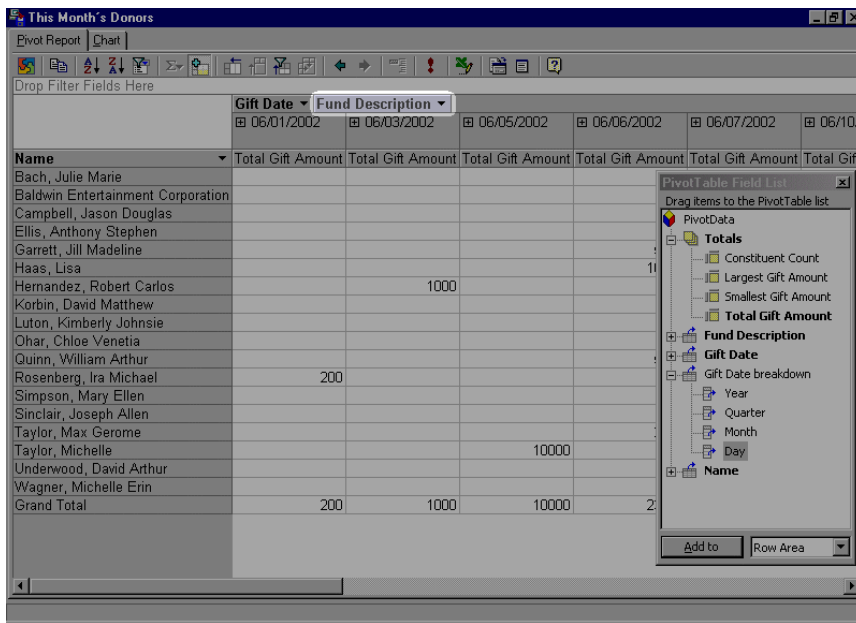 This Month's Donors
Pivot Report Chart
Drop Filter Fields Here
Gift Date Fund Description
06/01/2002 06/03/2002 06/05/2002 06/06/2002 06/07/2002 06/10
Name Total Gift Amount Total Gift Amount Total Gift Amount Total Gift Amount Total Gift Amount Total Gif
Bach, Julie Marie
Baldwin Entertainment Corporation
Campbell, Jason Douglas
Ellis, Anthony Stephen
Garrett, Jill Madeline
Haas, Lisa
Hernandez, Robert Carlos 1000
Korbin, David Matthew
Luton, Kimberly Johnsie
Ohar, Chloe Venetia
Quinn, William Arthur
Rosenberg, Ira Michael 200
Simpson, Mary Ellen
Sinclair, Joseph Allen
Taylor, Max Gerome
Taylor, Michelle 10000
Underwood, David Arthur
Wagner, Michelle Erin
Grand Total 200 1000 10000
PivotTable Field List
Drag items to the PivotTable list
PivotData
Totals
Constituent Count
Largest Gift Amount
Smallest Gift Amount
Total Gift Amount
Fund Description
Gift Date
Gift Date breakdown
Year
Quarter
Month
Day
Name
Add to Row Area